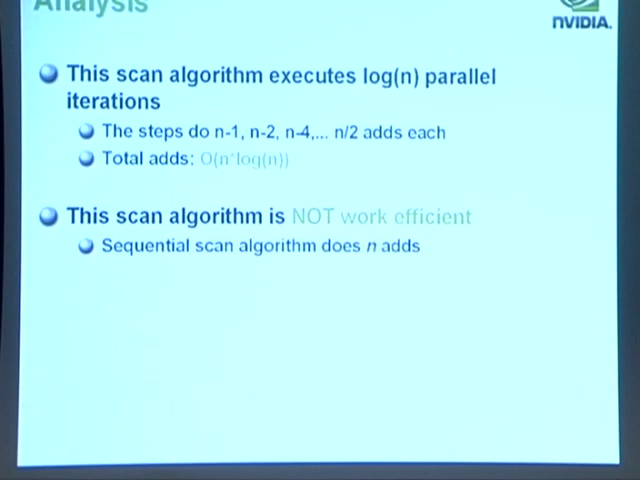 Analysis
NVIDIA.
This scan algorithm executes log(n) parallel
iterations
The steps do n-1, n-2, n-4,... n/2 adds each
Total adds: O(n*log(n))
This scan algorithm is NOT work efficient
Sequential scan algorithm does n adds